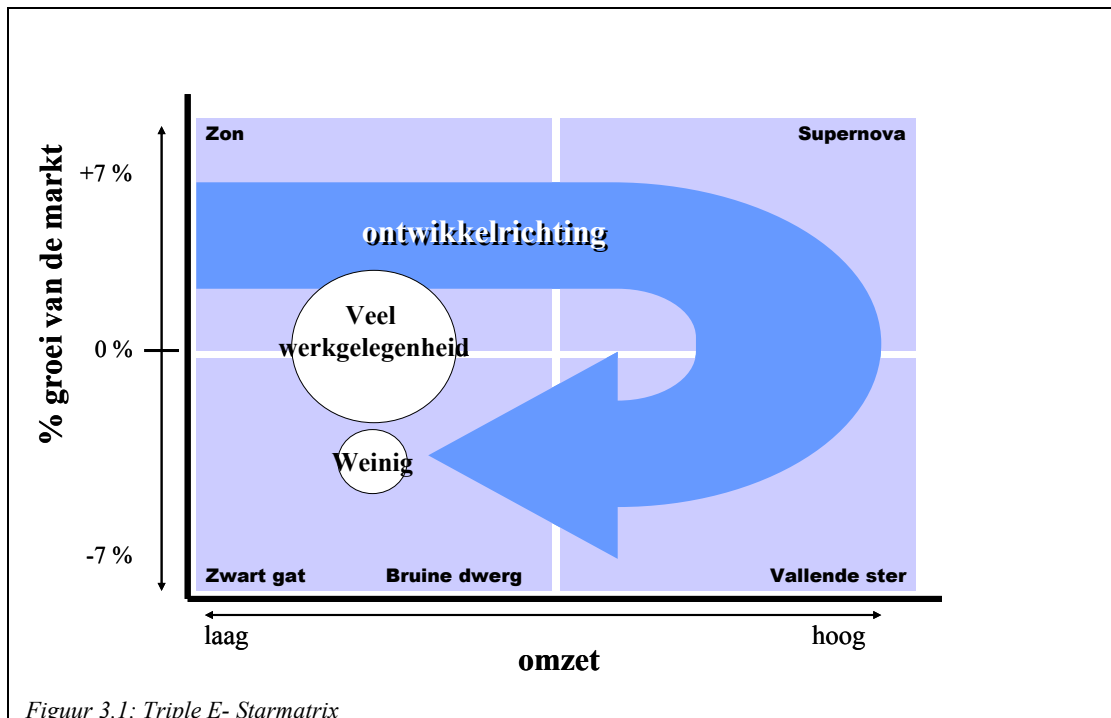 Zon
Supernova
+7 %
ontwikkelrichting
% groei van de markt
Veel
werkgelegenheid
0 %
Weinig
-7 %
Zwart gat
Bruine dwerg
Vallende ster
laag
hoog
omzet
Figuur 3.1: Triple E- Starmatrix